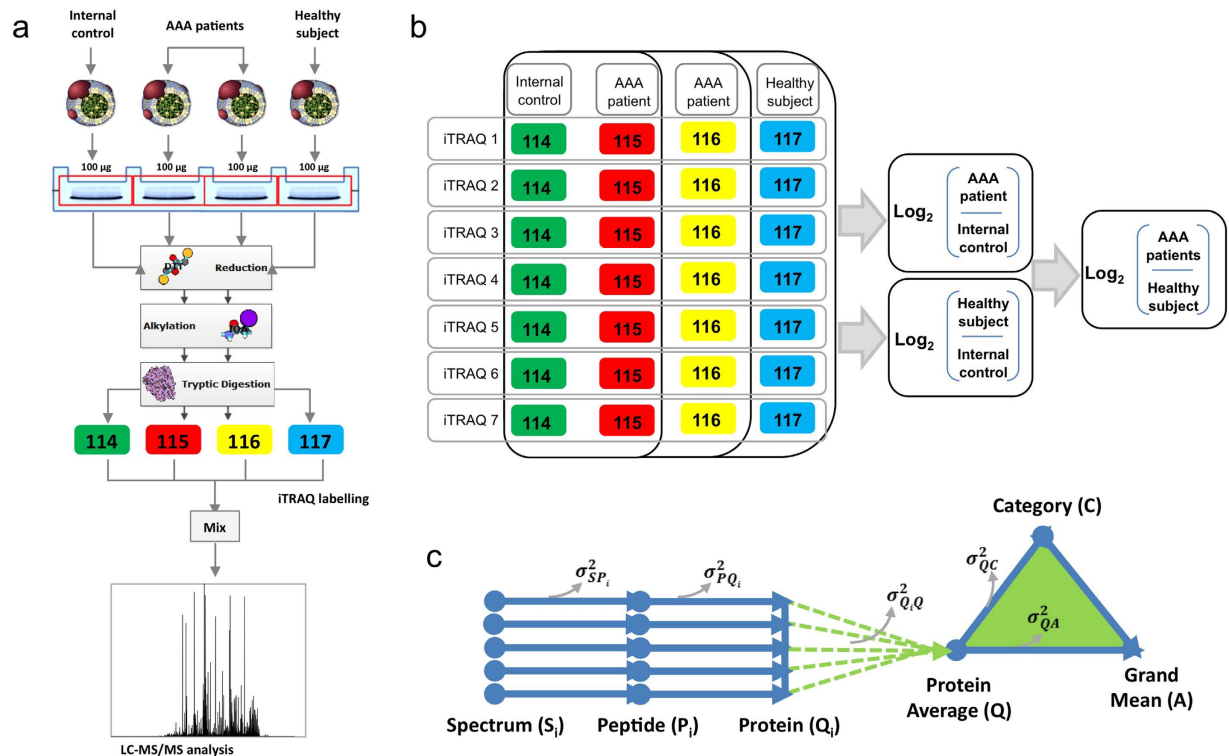 a
Internal
control
AAA patients
Healthy
subject
100 µg
100 µg
100 µg
100 µg
DTT
Reduction
Alkylation
IOA
Tryptic Digestion
114
115
116
117
iTRAQ labelling
Mix
LC-MS/MS analysis
b
Internal
control
AAA
patient
AAA
patient
Healthy
subject
iTRAQ 1
114
115
116
117
iTRAQ 2
114
115
116
117
iTRAQ 3
114
115
116
117
iTRAQ 4
114
115
116
117
iTRAQ 5
114
115
116
117
iTRAQ 6
114
115
116
117
iTRAQ 7
114
115
116
117
Log₂
AAA
patient
Internal
control
Log₂
Healthy
subject
Internal
control
Log₂
AAA
patients
Healthy
subject
c
σ²SPᵢ
σ²PQᵢ
σ²QᵢQ
σ²QC
σ²QA
Category (C)
Spectrum (Sᵢ)
Peptide (Pᵢ)
Protein (Qᵢ)
Protein
Average (Q)
Grand
Mean (A)